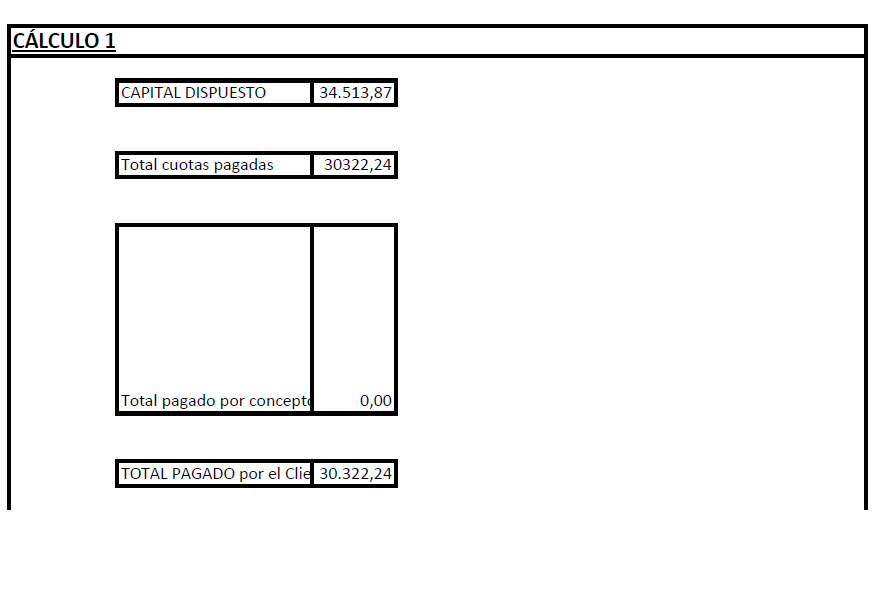 CÁLCULO 1
CAPITAL DISPUESTO 34.513,87
Total cuotas pagadas 30322,24
Total pagado por concepto 0,00
TOTAL PAGADO por el Clie 30.322,24